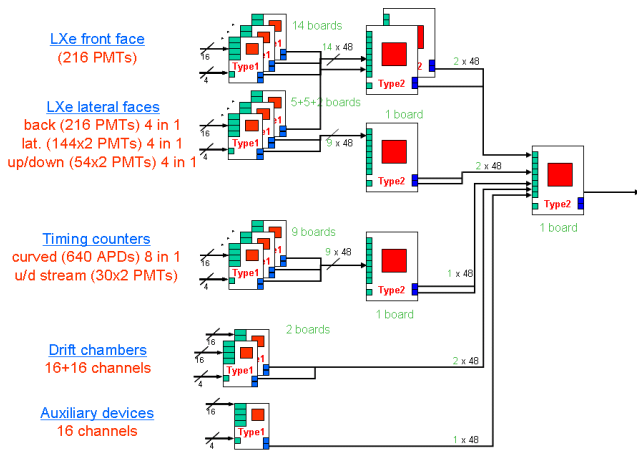 LXe front face
(216 PMTs)
16
4
Type1
14 boards
14 x 48
Type2
2
2 x 48
LXe lateral faces
back (216 PMTs) 4 in 1
lat. (144x2 PMTs) 4 in 1
up/down (54x2 PMTs) 4 in 1
16
4
Type1
5+5+2 boards
9 x 48
1 board
Type2
2 x 48
Type2
1 board
Timing counters
curved (640 APDs) 8 in 1
u/d stream (30x2 PMTs)
4
Type1
9 boards
9 x 48
Type2
1 board
1 x 48
Drift chambers
16+16 channels
16
16
4
Type1
e1
2 boards
2 x 48
Auxiliary devices
16 channels
16
4
Type1
1 x 48